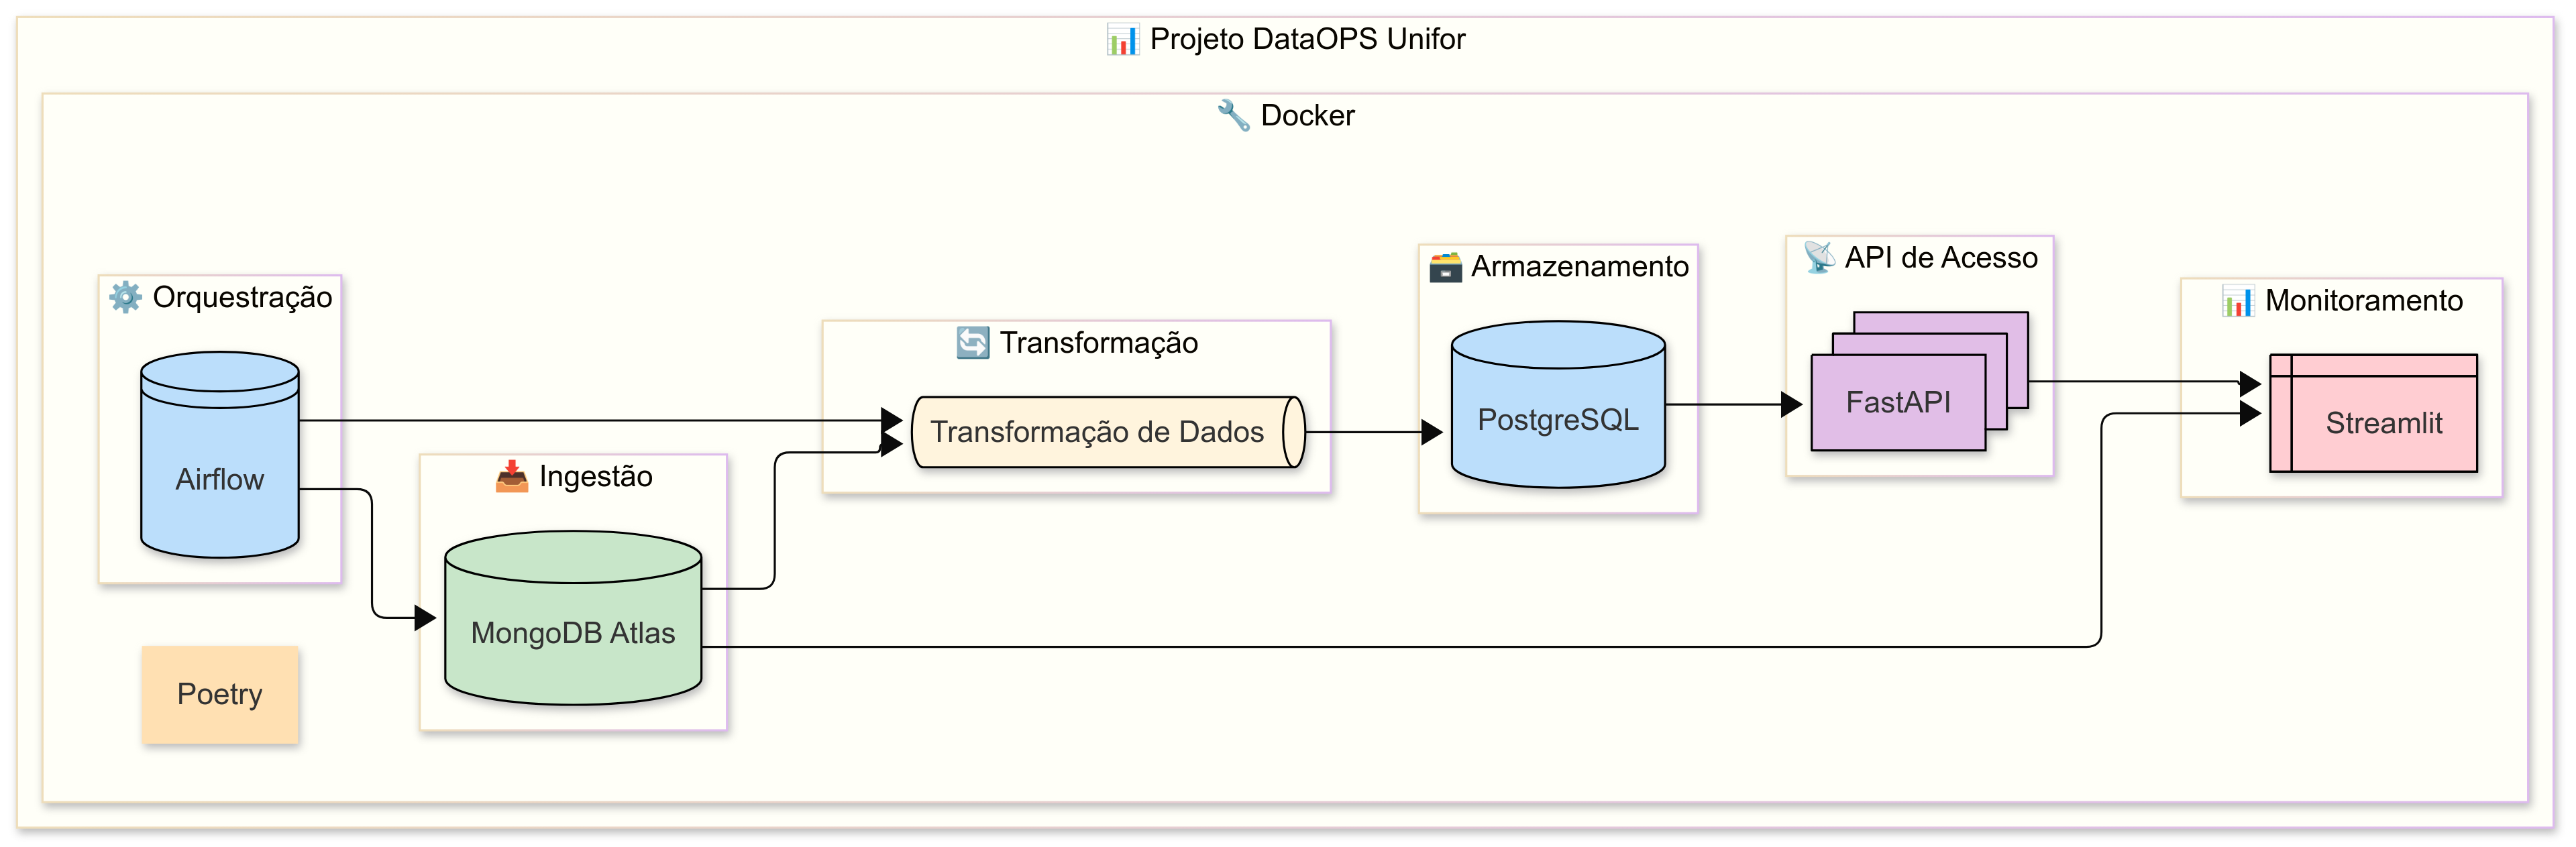 📊 Projeto DataOPS Unifor
🔧 Docker
⚙️ Orquestração
Airflow
Poetry
📥 Ingestão
MongoDB Atlas
🔄 Transformação
Transformação de Dados
🗃️ Armazenamento
PostgreSQL
📡 API de Acesso
FastAPI
📊 Monitoramento
Streamlit